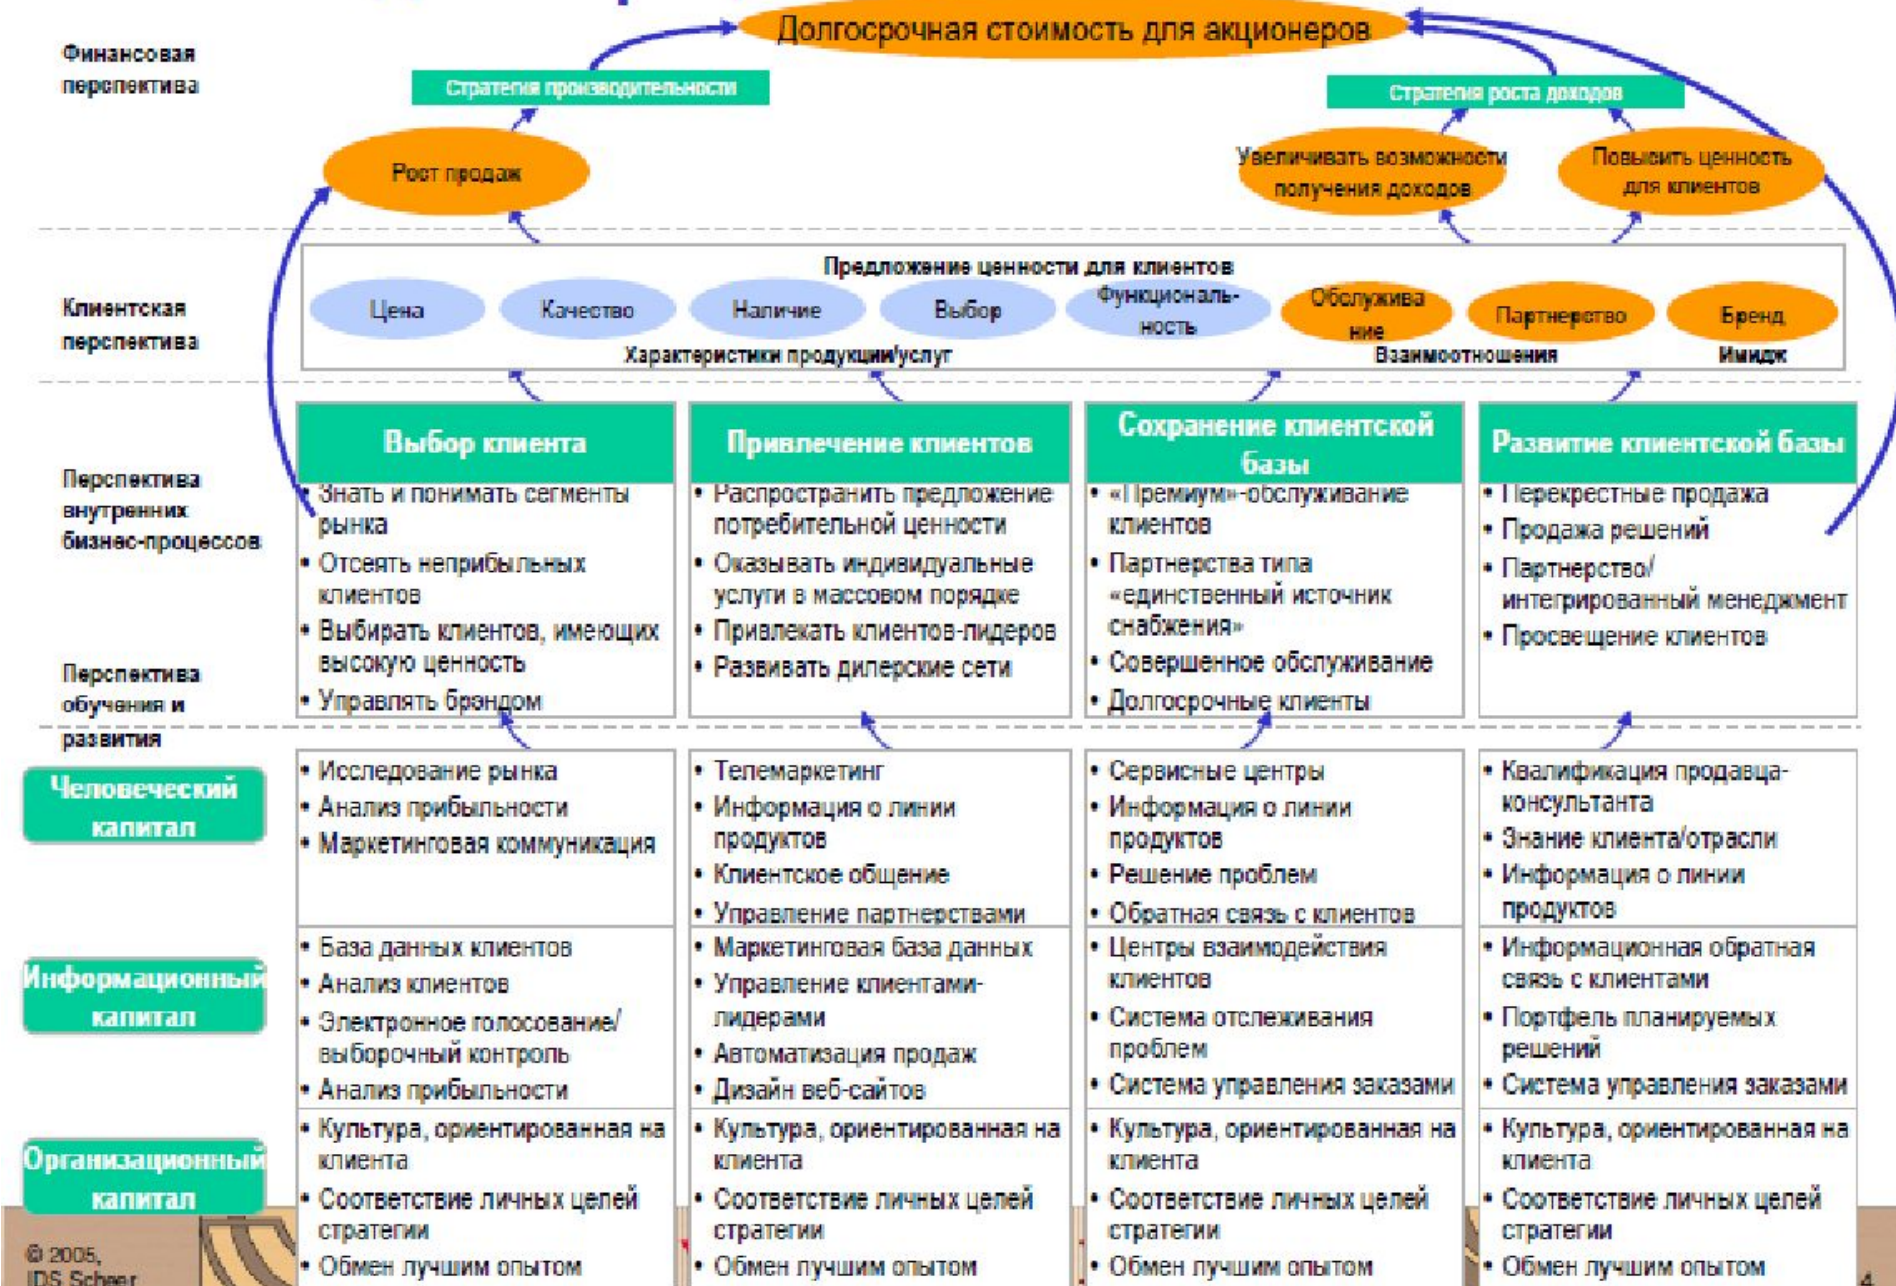 Долгосрочная стоимость для акционеров
Финансовая
перспектива
Стратегия производительности
Стратегия роста доходов
Рост продаж
Увеличивать возможности
получения доходов
Повысить ценность
для клиентов
Клиентская
перспектива
Предложение ценности для клиентов
Цена
Качество
Наличие
Выбор
Функциональ-
ность
Обслужива
ние
Партнерство
Бренд
Характеристики продукции/услуг
Взаимоотношения
Имидж
Перспектива
внутренних
бизнес-процессов
Выбор клиента
• Знать и понимать сегменты
рынка
• Отсеять неприбыльных
клиентов
• Выбирать клиентов, имеющих
высокую ценность
• Управлять брэндом
Привлечение клиентов
• Распространить предложение
потребительной ценности
• Оказывать индивидуальные
услуги в массовом порядке
• Привлекать клиентов-лидеров
• Развивать дилерские сети
Сохранение клиентской
базы
• «Премиум»-обслуживание
клиентов
• Партнерства типа
«единственный источник
снабжения»
• Совершенное обслуживание
• Долгосрочные клиенты
Развитие клиентской базы
• Перекрестные продажа
• Продажа решений
• Партнерство/
интегрированный менеджмент
• Просвещение клиентов
Перспектива
обучения и
развития
Человеческий
капитал
• Исследование рынка
• Анализ прибыльности
• Маркетинговая коммуникация
• Телемаркетинг
• Информация о линии
продуктов
• Клиентское общение
• Управление партнерствами
• Сервисные центры
• Информация о линии
продуктов
• Решение проблем
• Обратная связь с клиентов
• Квалификация продавца-
консультанта
• Знание клиента/отрасли
• Информация о линии
продуктов
Информационный
капитал
• База данных клиентов
• Анализ клиентов
• Электронное голосование/
выборочный контроль
• Анализ прибыльности
• Маркетинговая база данных
• Управление клиентами-
лидерами
• Автоматизация продаж
• Дизайн веб-сайтов
• Центры взаимодействия
клиентов
• Система отслеживания
проблем
• Система управления заказами
• Информационная обратная
связь с клиентами
• Портфель планируемых
решений
• Система управления заказами
Организационный
капитал
• Культура, ориентированная на
клиента
• Соответствие личных целей
стратегии
• Обмен лучшим опытом
• Культура, ориентированная на
клиента
• Соответствие личных целей
стратегии
• Обмен лучшим опытом
• Культура, ориентированная на
клиента
• Соответствие личных целей
стратегии
• Обмен лучшим опытом
• Культура, ориентированная на
клиента
• Соответствие личных целей
стратегии
• Обмен лучшим опытом
© 2005,
IDS Scheer
4